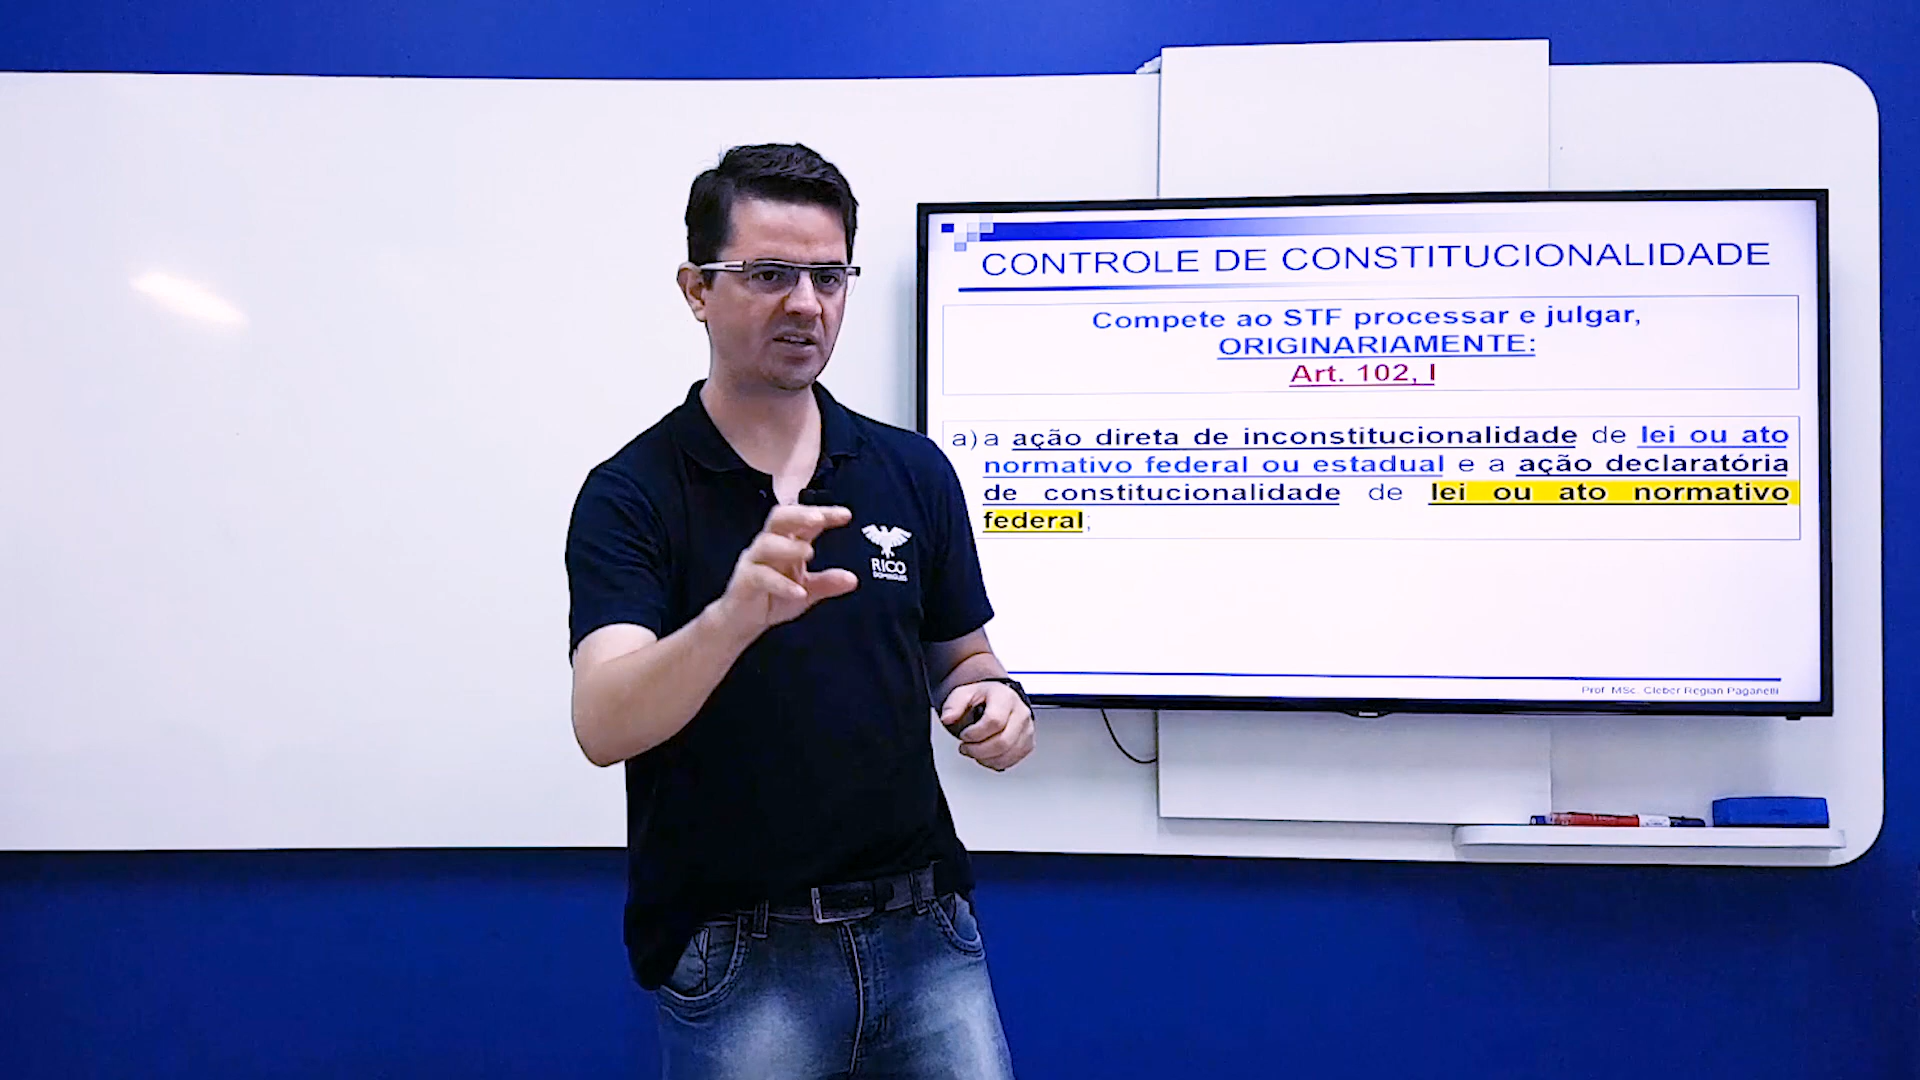 CONTROLE DE CONSTITUCIONALIDADE
Compete ao STF processar e julgar,
ORIGINARIAMENTE:
Art. 102, I
a) a ação direta de inconstitucionalidade de lei ou ato
normativo federal ou estadual e a ação declaratória
de constitucionalidade de lei ou ato normativo
federal;
RICO
DOMINGUES
Prof. MSc. Cleber Regian Paganelli